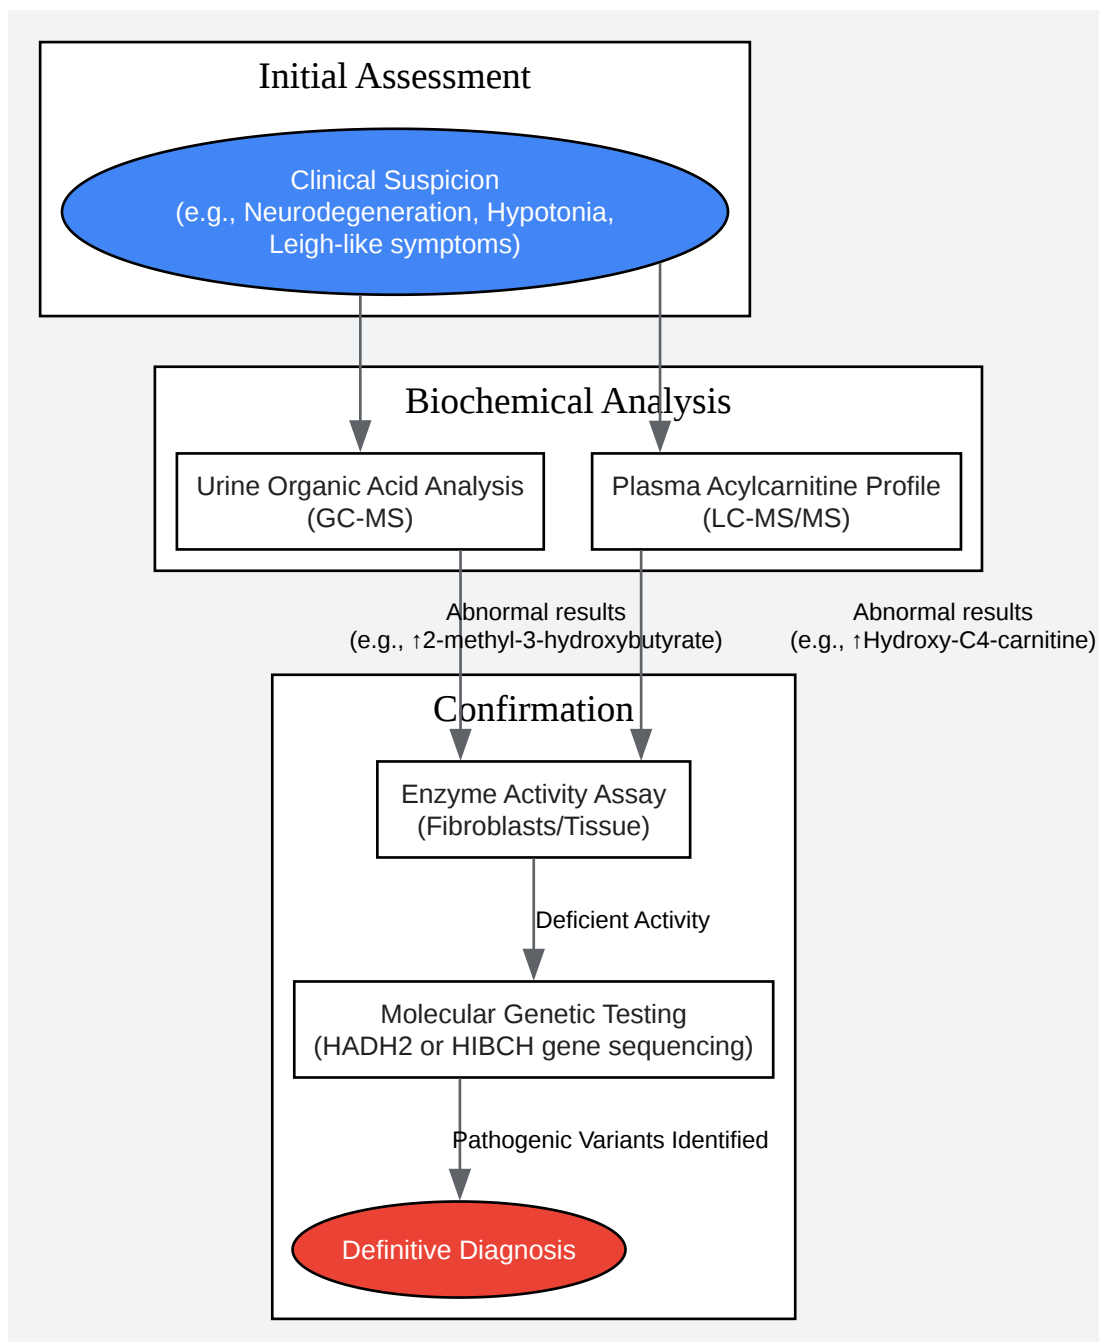 Initial Assessment
Clinical Suspicion
(e.g., Neurodegeneration, Hypotonia,
Leigh-like symptoms)
Biochemical Analysis
Urine Organic Acid Analysis
(GC-MS)
Plasma Acylcarnitine Profile
(LC-MS/MS)
Abnormal results
(e.g., ↑2-methyl-3-hydroxybutyrate)
Abnormal results
(e.g., ↑Hydroxy-C4-carnitine)
Confirmation
Enzyme Activity Assay
(Fibroblasts/Tissue)
Deficient Activity
Molecular Genetic Testing
(HADH2 or HIBCH gene sequencing)
Pathogenic Variants Identified
Definitive Diagnosis